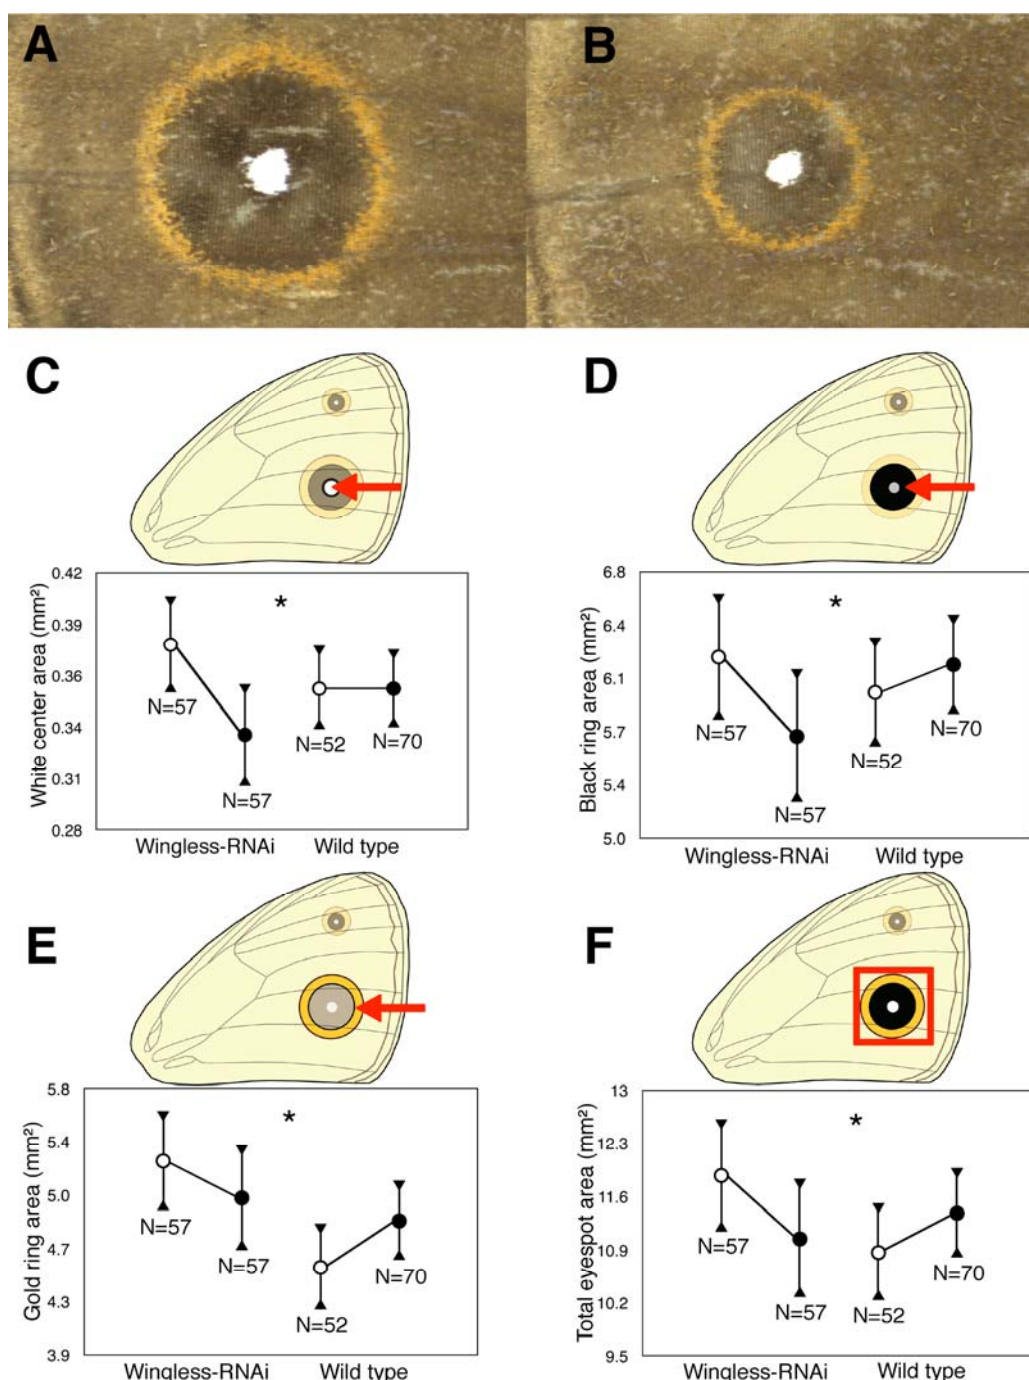 A
B
C
White center area (mm²)
0.42
0.39
0.36
0.34
0.31
0.28
*
N=57
N=57
N=52
N=70
Wingless-RNAi
Wild type
D
Black ring area (mm²)
6.8
6.4
6.1
5.7
5.4
5.0
*
N=57
N=57
N=52
N=70
Wingless-RNAi
Wild type
E
Gold ring area (mm²)
5.8
5.4
5.0
4.7
4.3
3.9
*
N=57
N=57
N=52
N=70
Wingless-RNAi
Wild type
F
Total eyespot area (mm²)
13
12.3
11.6
10.9
10.2
9.5
*
N=57
N=57
N=52
N=70
Wingless-RNAi
Wild type